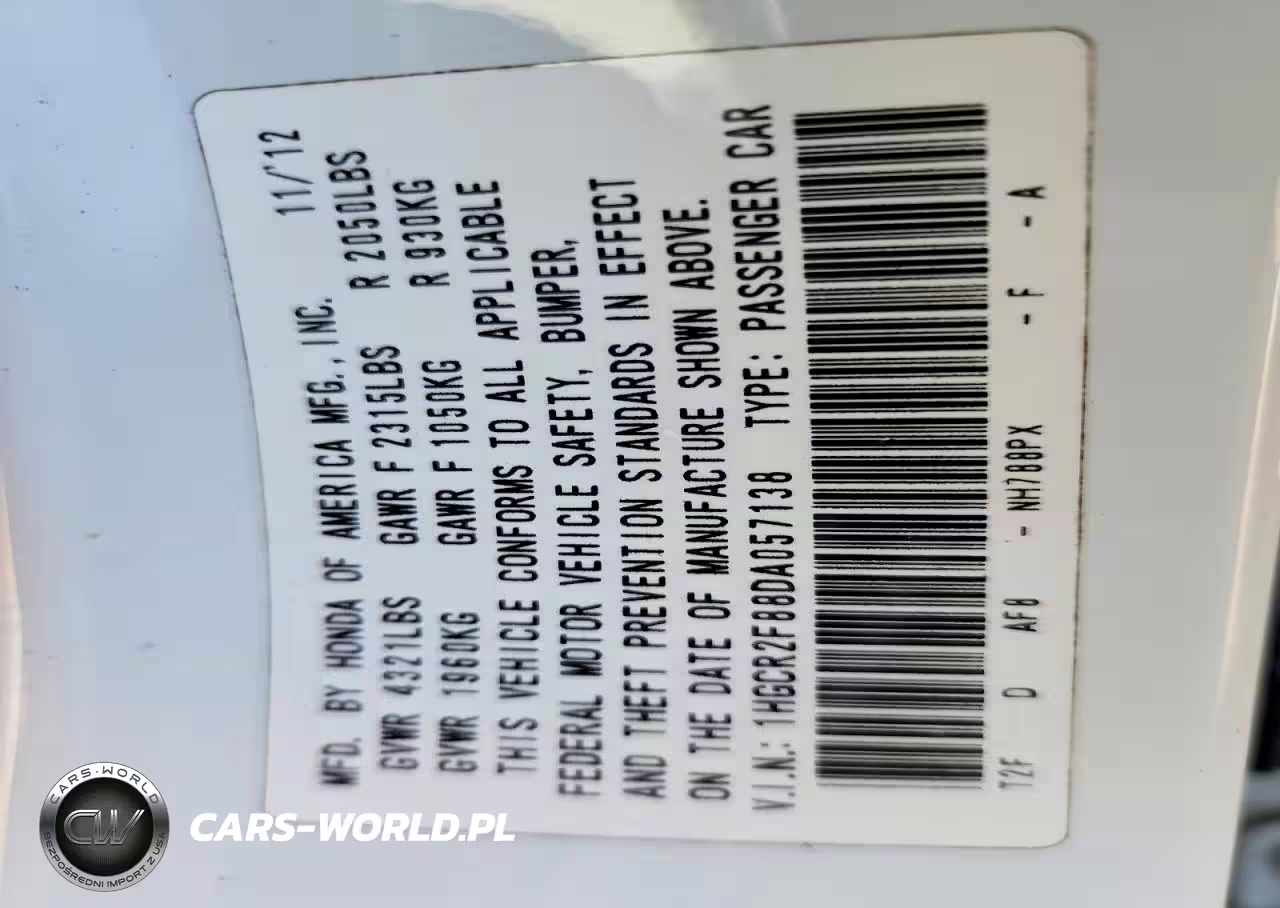 11/'12
MFD. BY HONDA OF AMERICA MFG., INC.
GVWR 4321LBS GAWR F 2315LBS R 2050LBS
GVWR 1960KG GAWR F 1050KG R 930KG
THIS VEHICLE CONFORMS TO ALL APPLICABLE
FEDERAL MOTOR VEHICLE SAFETY, BUMPER,
AND THEFT PREVENTION STANDARDS IN EFFECT
ON THE DATE OF MANUFACTURE SHOWN ABOVE.
V.I.N.: 1HGCR2F88DA057138 TYPE: PASSENGER CAR
T2F D AF8 - NH788PX - F - A
CARS-WORLD
CW
BEZPOŚREDNI IMPORT Z USA
CARS-WORLD.PL